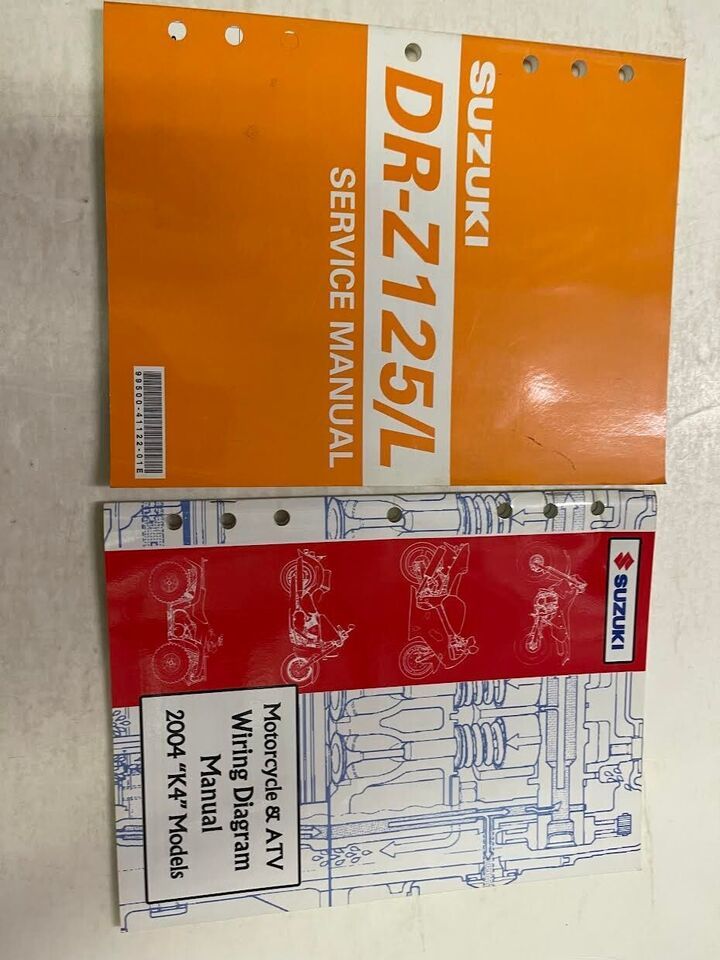 SUZUKI
DR-Z125/L
SERVICE MANUAL
99500-41122-01E
SUZUKI
Motorcycle & ATV
Wiring Diagram
Manual
2004 "K4" Models